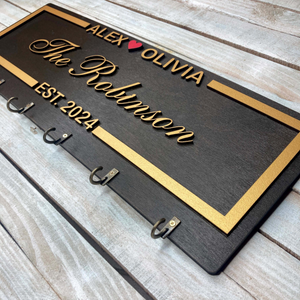 ALEX ❤ OLIVIA
The Robinson
EST. 2024